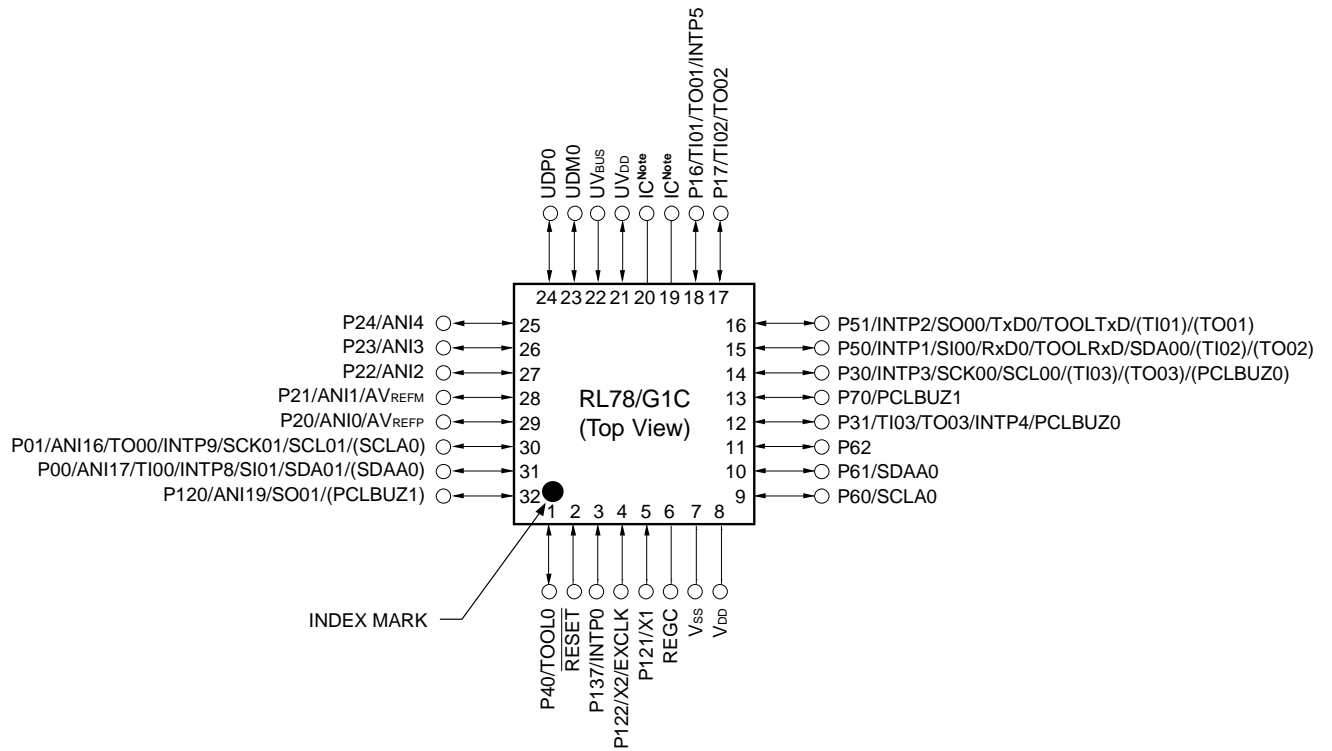 UDP0
UDM0
UVBUS
UVDD
ICNote
ICNote
P16/TI01/TO01/INTP5
P17/TI02/TO02
24 23 22 21 20 19 18 17
P24/ANI4
25
P23/ANI3
26
P22/ANI2
27
P21/ANI1/AVREFM
28
P20/ANI0/AVREFP
29
P01/ANI16/TO00/INTP9/SCK01/SCL01/(SCLA0)
30
P00/ANI17/TI00/INTP8/SI01/SDA01/(SDAA0)
31
P120/ANI19/SO01/(PCLBUZ1)
32
RL78/G1C
(Top View)
16
P51/INTP2/SO00/TxD0/TOOLTxD/(TI01)/(TO01)
15
P50/INTP1/SI00/RxD0/TOOLRxD/SDA00/(TI02)/(TO02)
14
P30/INTP3/SCK00/SCL00/(TI03)/(TO03)/(PCLBUZ0)
13
P70/PCLBUZ1
12
P31/TI03/TO03/INTP4/PCLBUZ0
11
P62
10
P61/SDAA0
9
P60/SCLA0
1 2 3 4 5 6 7 8
INDEX MARK
P40/TOOL0
RESET
P137/INTP0
P122/X2/EXCLK
P121/X1
REGC
VSS
VDD